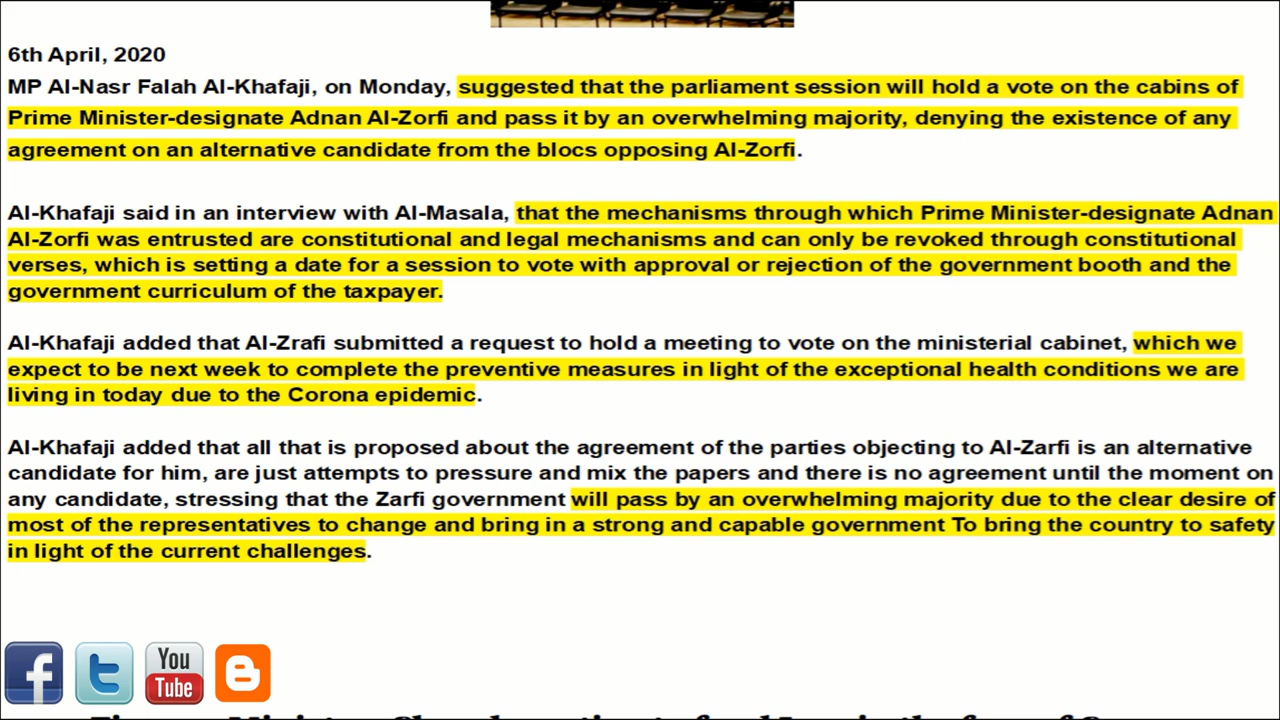 6th April, 2020
MP Al-Nasr Falah Al-Khafaji, on Monday, suggested that the parliament session will hold a vote on the cabins of
Prime Minister-designate Adnan Al-Zorfi and pass it by an overwhelming majority, denying the existence of any
agreement on an alternative candidate from the blocs opposing Al-Zorfi.
Al-Khafaji said in an interview with Al-Masala, that the mechanisms through which Prime Minister-designate Adnan
Al-Zorfi was entrusted are constitutional and legal mechanisms and can only be revoked through constitutional
verses, which is setting a date for a session to vote with approval or rejection of the government booth and the
government curriculum of the taxpayer.
Al-Khafaji added that Al-Zrafi submitted a request to hold a meeting to vote on the ministerial cabinet, which we
expect to be next week to complete the preventive measures in light of the exceptional health conditions we are
living in today due to the Corona epidemic.
Al-Khafaji added that all that is proposed about the agreement of the parties objecting to Al-Zarfi is an alternative
candidate for him, are just attempts to pressure and mix the papers and there is no agreement until the moment on
any candidate, stressing that the Zarfi government will pass by an overwhelming majority due to the clear desire of
most of the representatives to change and bring in a strong and capable government To bring the country to safety
in light of the current challenges.
You
Tube